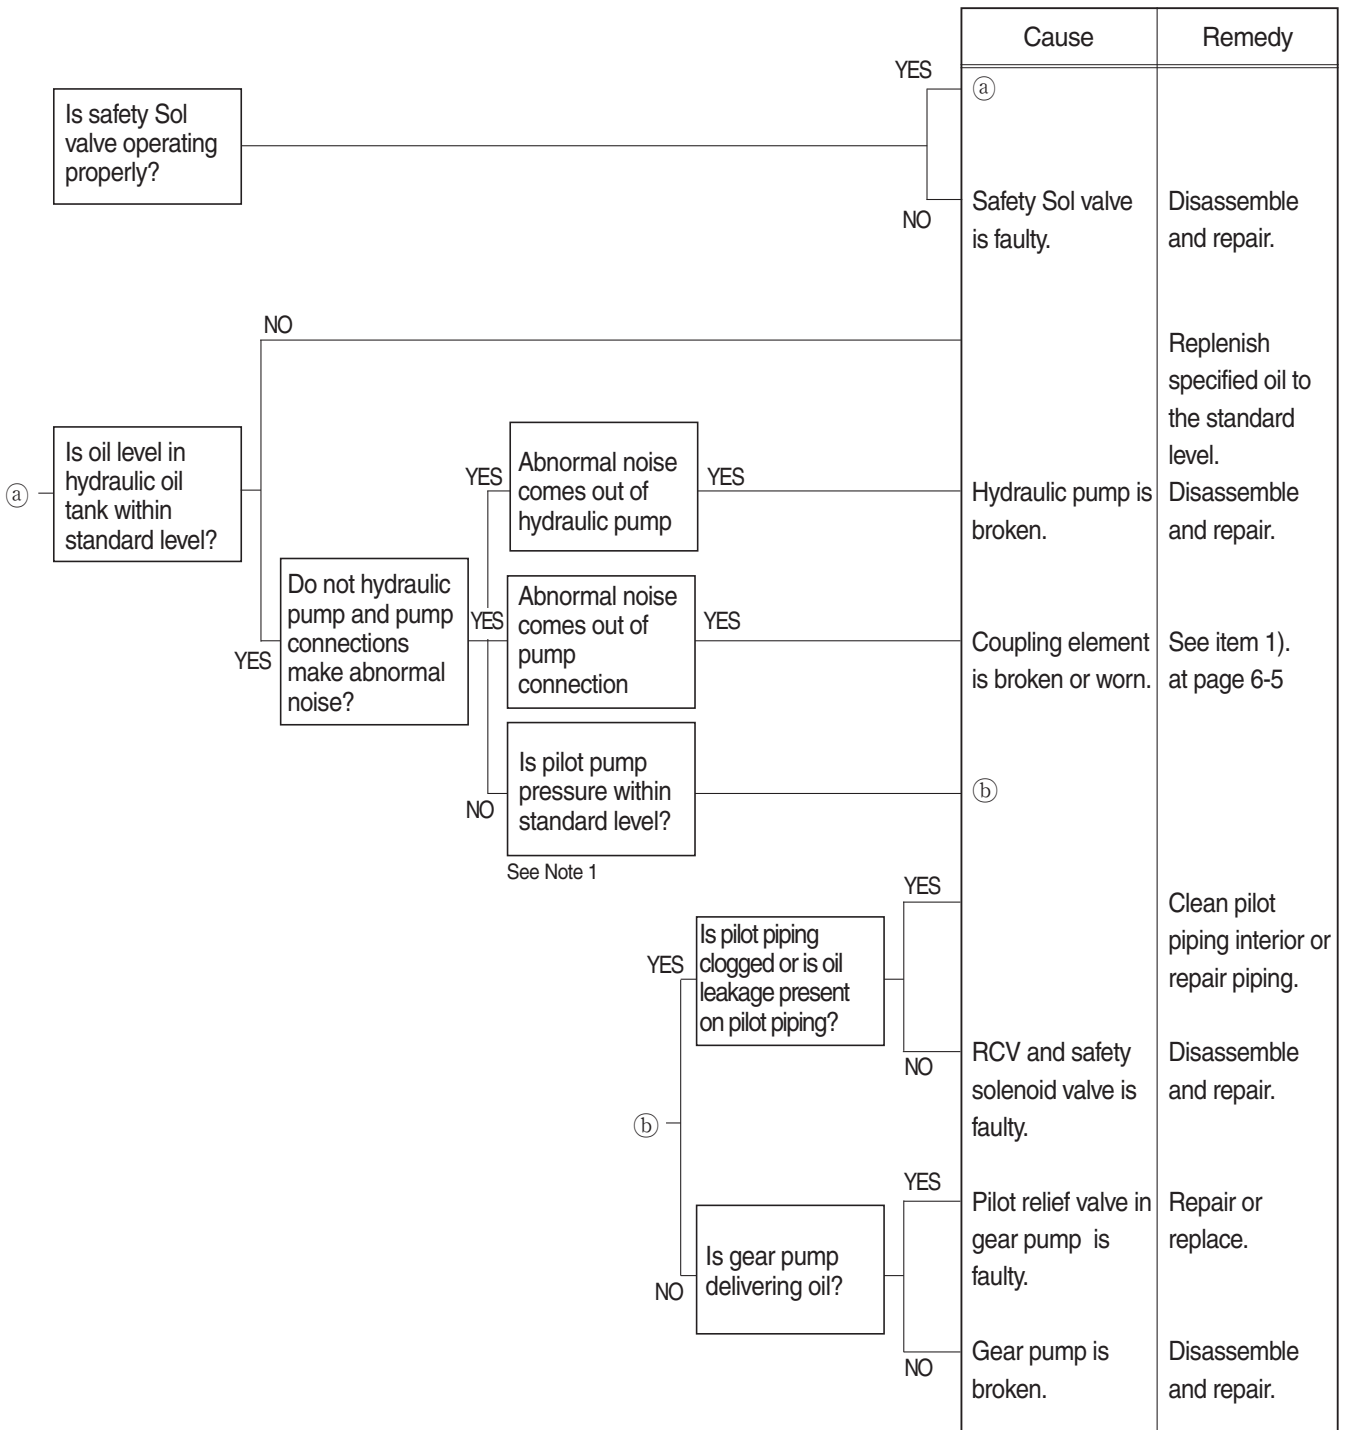 Cause
Remedy
YES
ⓐ
Is safety Sol
valve operating
properly?
NO
Safety Sol valve
is faulty.
Disassemble
and repair.
NO
Replenish
specified oil to
the standard
level.
ⓐ
Is oil level in
hydraulic oil
tank within
standard level?
YES
Do not hydraulic
pump and pump
connections
make abnormal
noise?
YES
Abnormal noise
comes out of
hydraulic pump
YES
Hydraulic pump is
broken.
Disassemble
and repair.
YES
Abnormal noise
comes out of
pump
connection
YES
Coupling element
is broken or worn.
See item 1).
at page 6-5
NO
Is pilot pump
pressure within
standard level?
ⓑ
See Note 1
ⓑ
YES
Is pilot piping
clogged or is oil
leakage present
on pilot piping?
YES
Clean pilot
piping interior or
repair piping.
NO
RCV and safety
solenoid valve is
faulty.
Disassemble
and repair.
NO
Is gear pump
delivering oil?
YES
Pilot relief valve in
gear pump is
faulty.
Repair or
replace.
NO
Gear pump is
broken.
Disassemble
and repair.